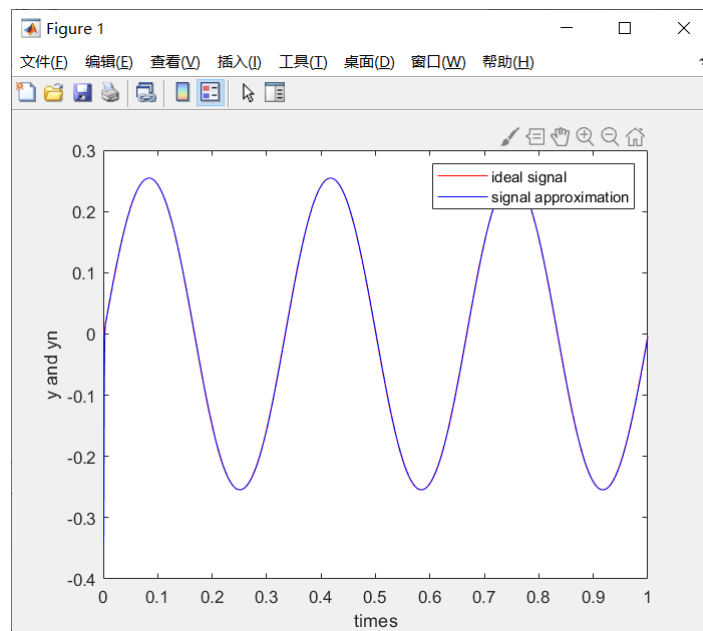 Figure 1
文件(F) 编辑(E) 查看(V) 插入(I) 工具(T) 桌面(D) 窗口(W) 帮助(H)
0.3
0.2
0.1
0
-0.1
-0.2
-0.3
-0.4
y and yn
ideal signal
signal approximation
0 0.1 0.2 0.3 0.4 0.5 0.6 0.7 0.8 0.9 1
times